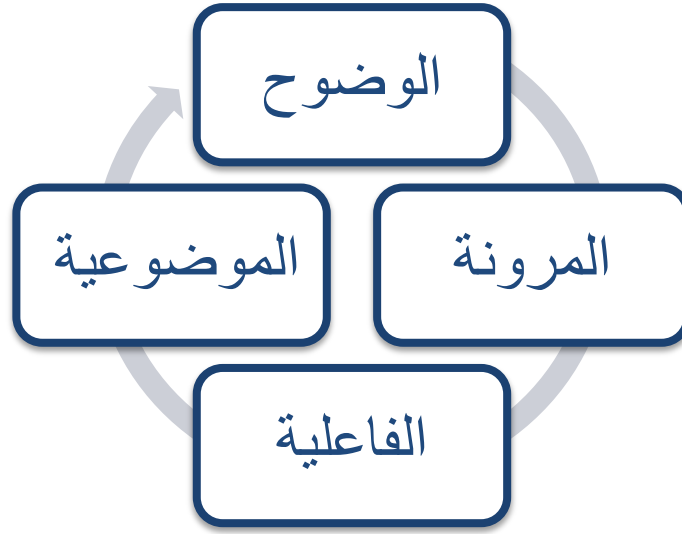 الوضوح
المرونة
الفاعلية
الموضوعية